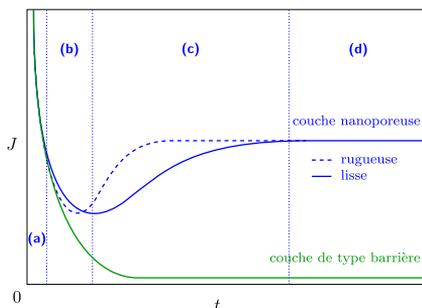 (b)
(c)
(d)
couche nanoporeuse
J
rugueuse
lisse
(a)
couche de type barrière
0
t